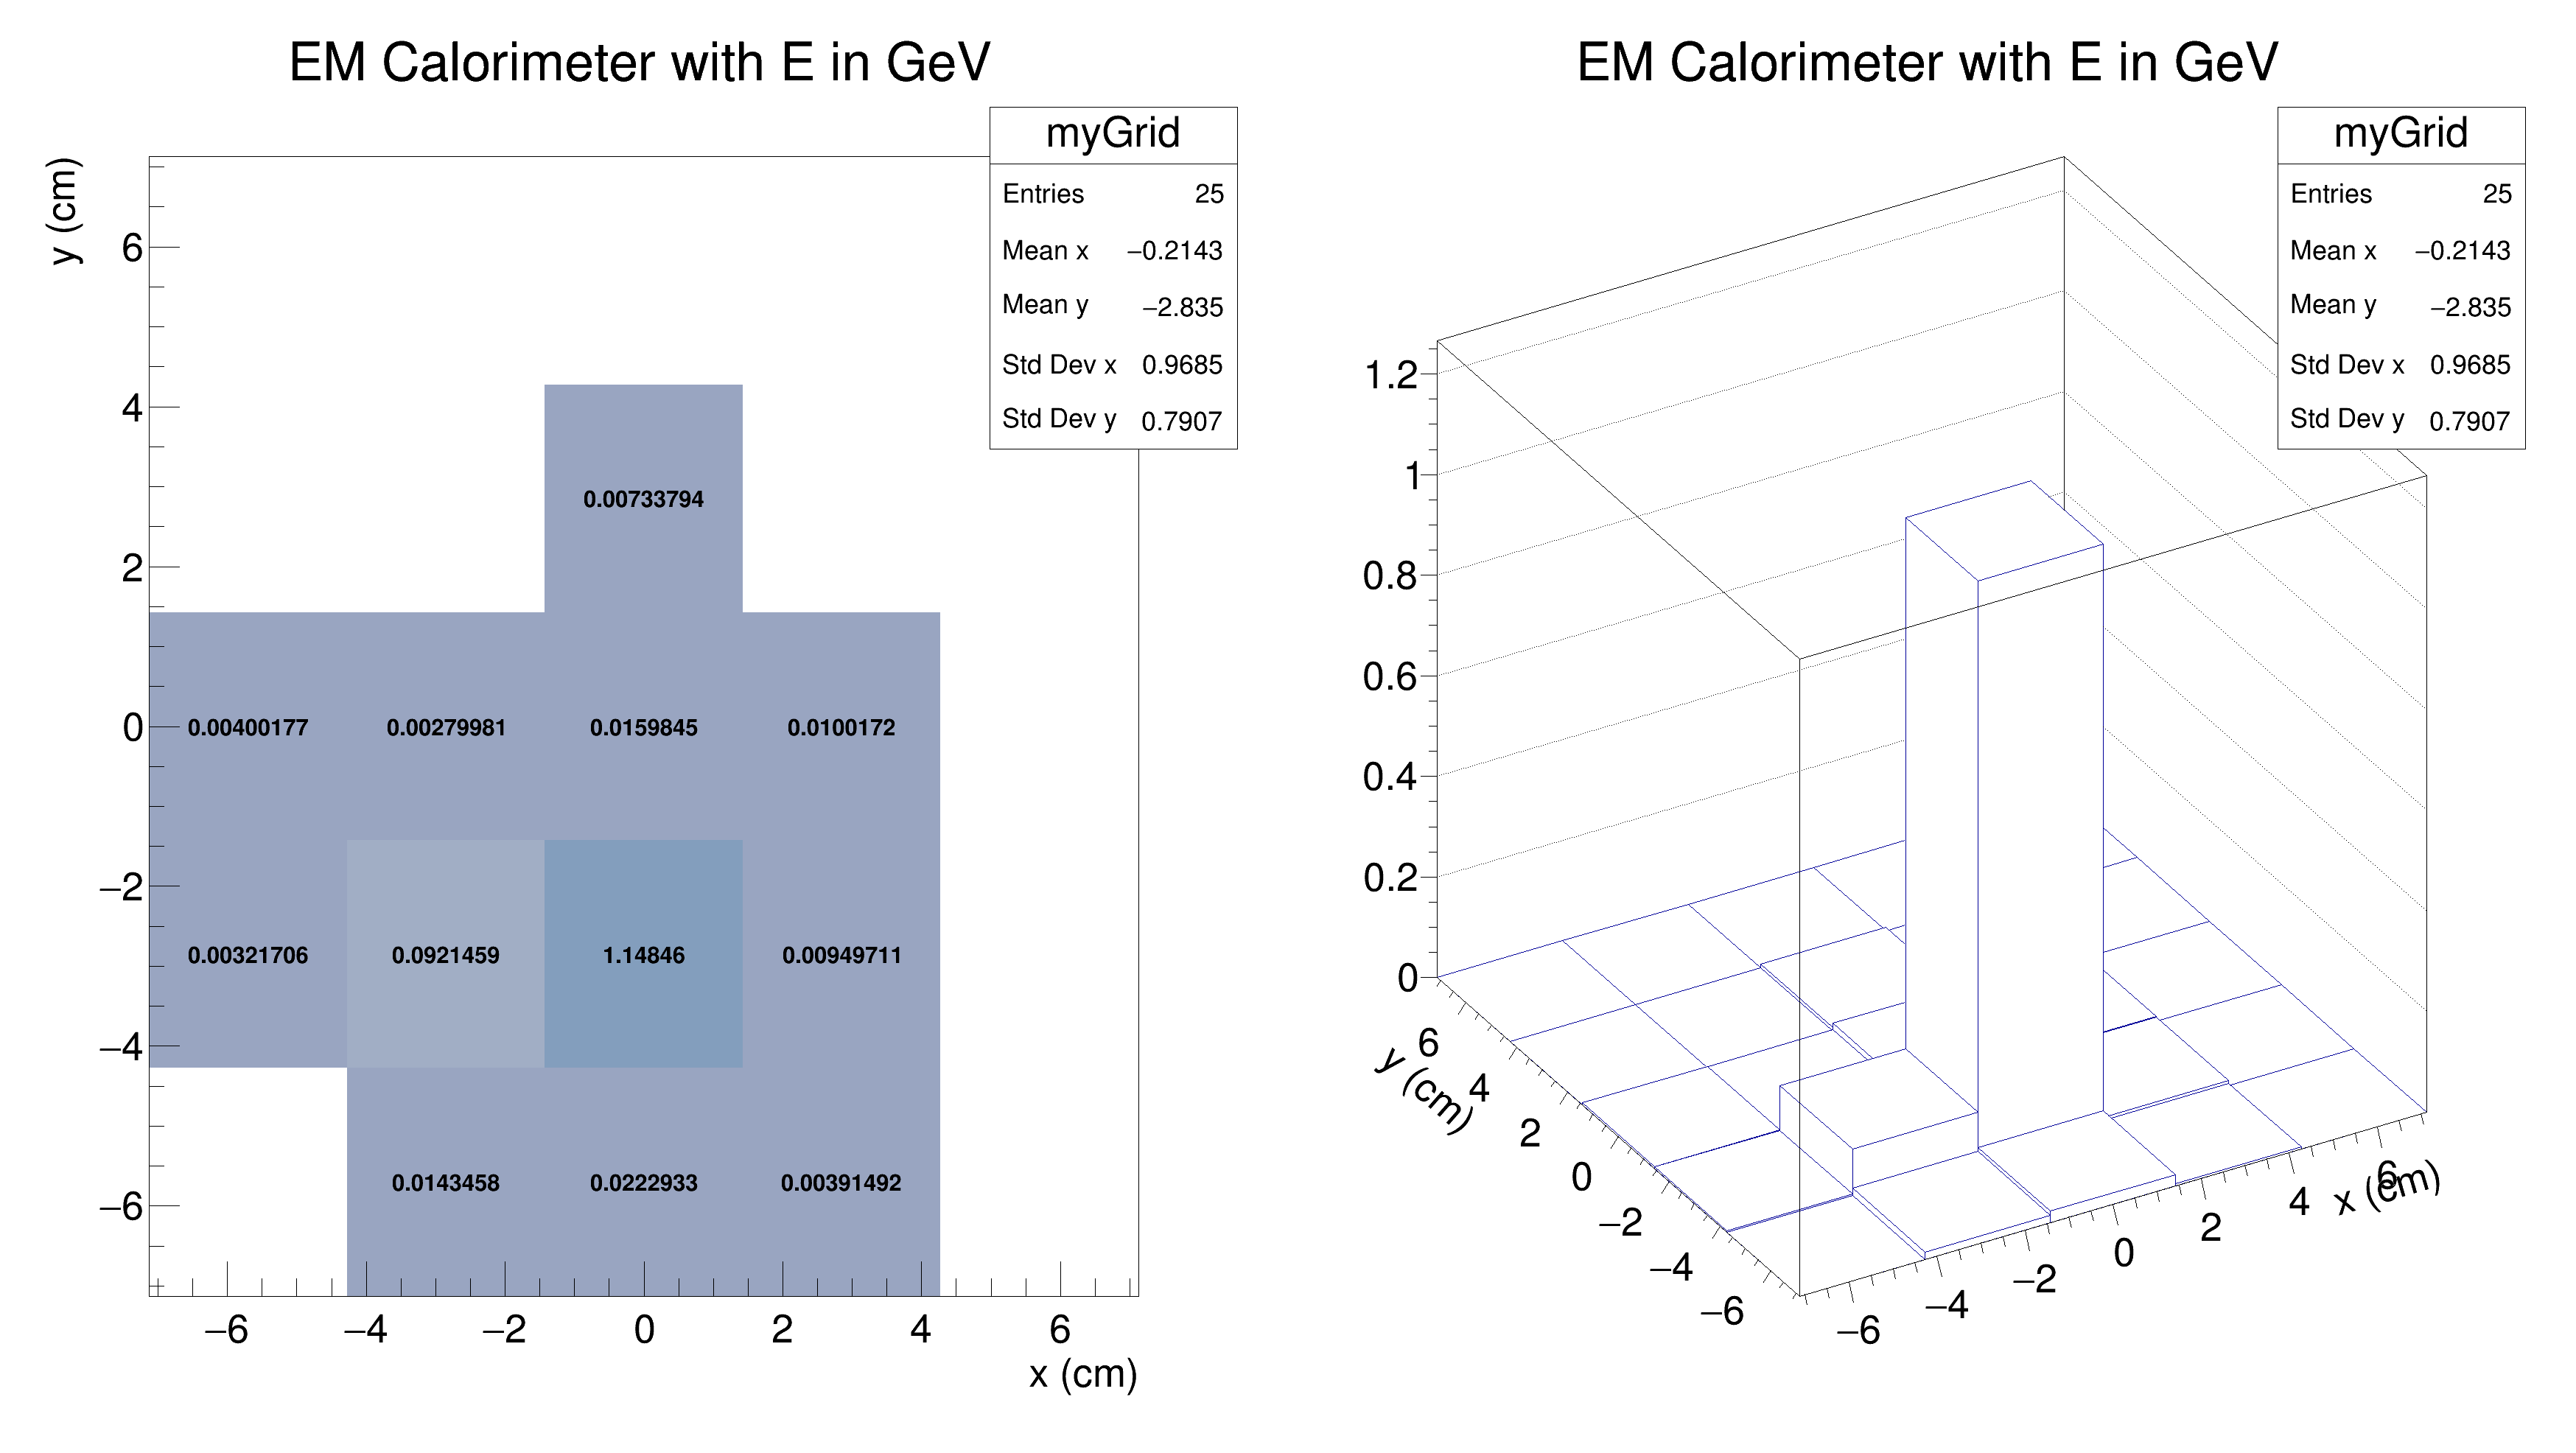 EM Calorimeter with E in GeV
myGrid
Entries 25
Mean x −0.2143
Mean y −2.835
Std Dev x 0.9685
Std Dev y 0.7907
y (cm)
6
4
2
0
−2
−4
−6
0.00733794
0.00400177 0.00279981 0.0159845 0.0100172
0.00321706 0.0921459 1.14846 0.00949711
0.0143458 0.0222933 0.00391492
−6 −4 −2 0 2 4 6
x (cm)
EM Calorimeter with E in GeV
myGrid
Entries 25
Mean x −0.2143
Mean y −2.835
Std Dev x 0.9685
Std Dev y 0.7907
1.2
1
0.8
0.6
0.4
0.2
0
y (cm)
6
4
2
0
−2
−4
−6
−6 −4 −2 0 2 4 6
x (cm)